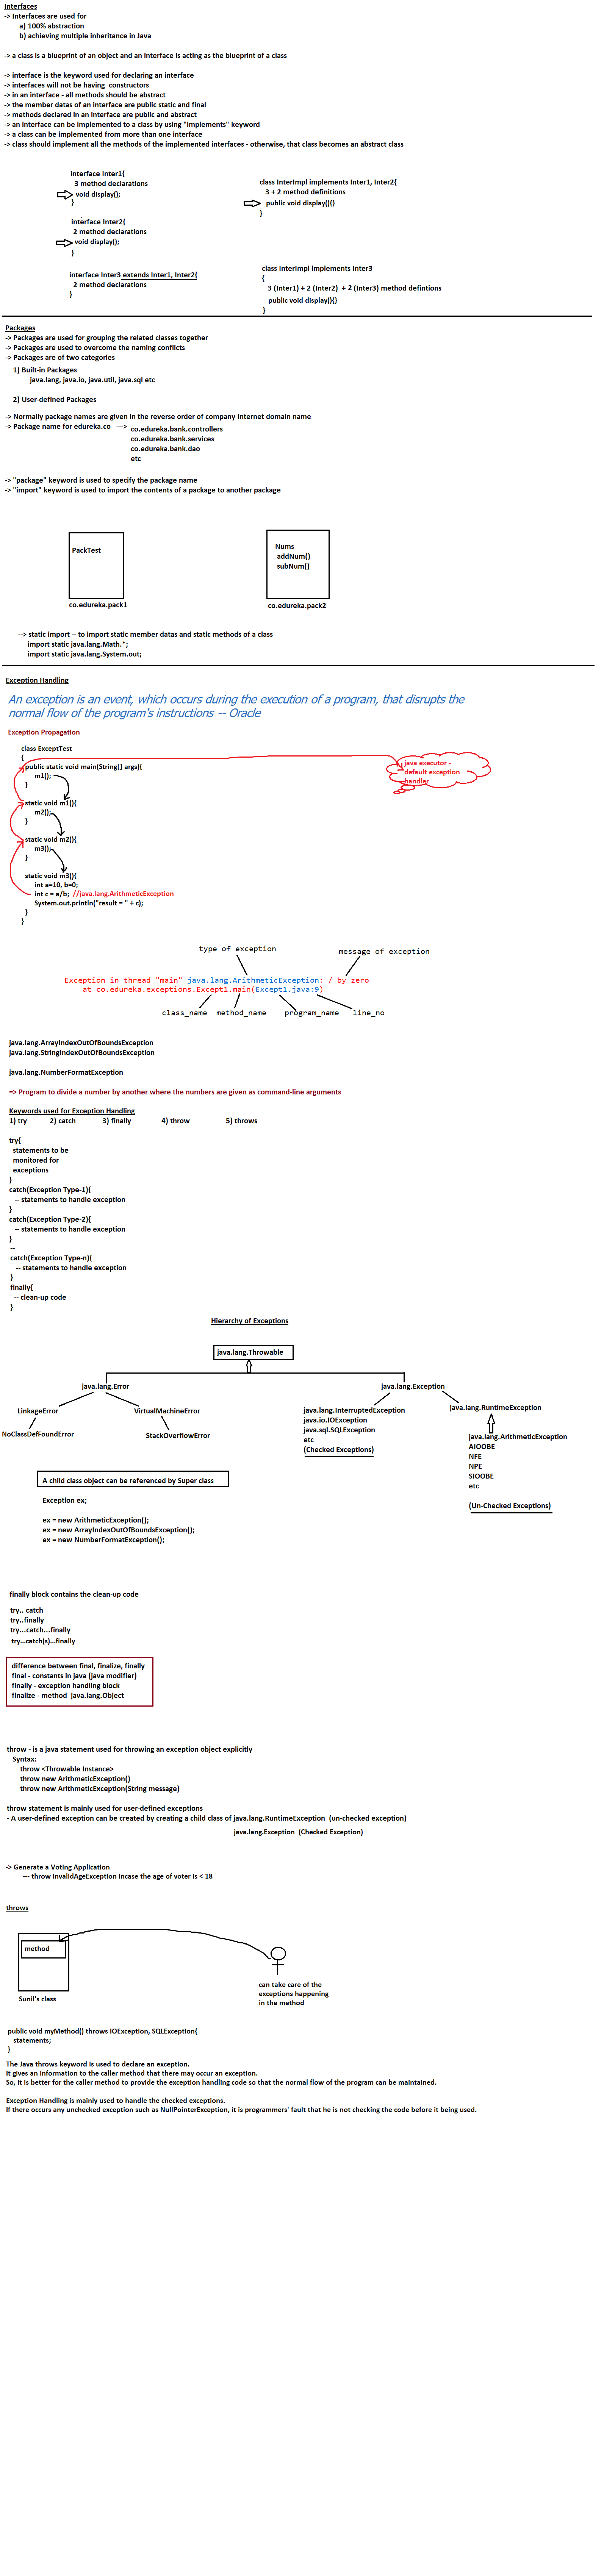 Interfaces
-> Interfaces are used for
a) 100% abstraction
b) achieving multiple inheritance in Java
-> a class is a blueprint of an object and an interface is acting as the blueprint of a class
-> interface is the keyword used for declaring an interface
-> interfaces will not be having constructors
-> in an interface - all methods should be abstract
-> the member datas of an interface are public static and final
-> methods declared in an interface are public and abstract
-> an interface can be implemented to a class by using "implements" keyword
-> a class can be implemented from more than one interface
-> class should implement all the methods of the implemented interfaces - otherwise, that class becomes an abstract class
interface Inter1{
3 method declarations
void display();
}
class InterImpl implements Inter1, Inter2{
3 + 2 method definitions
public void display(){}
}
interface Inter2{
2 method declarations
void display();
}
interface Inter3 extends Inter1, Inter2{
2 method declarations
}
class InterImpl implements Inter3
{
3 (Inter1) + 2 (Inter2) + 2 (Inter3) method defintions
public void display(){}
}
Packages
-> Packages are used for grouping the related classes together
-> Packages are used to overcome the naming conflicts
-> Packages are of two categories
1) Built-in Packages
java.lang, java.io, java.util, java.sql etc
2) User-defined Packages
-> Normally package names are given in the reverse order of company Internet domain name
-> Package name for edureka.co ---> co.edureka.bank.controllers
co.edureka.bank.services
co.edureka.bank.dao
etc
-> "package" keyword is used to specify the package name
-> "import" keyword is used to import the contents of a package to another package
PackTest
co.edureka.pack1
Nums
addNum()
subNum()
co.edureka.pack2
--> static import -- to import static member datas and static methods of a class
import static java.lang.Math.*;
import static java.lang.System.out;
Exception Handling
An exception is an event, which occurs during the execution of a program, that disrupts the
normal flow of the program's instructions -- Oracle
Exception Propagation
class ExceptTest
{
public static void main(String[] args){
m1();
}
java executor -
default exception
handler
static void m1(){
m2();
}
static void m2(){
m3();
}
static void m3(){
int a=10, b=0;
int c = a/b; //java.lang.ArithmeticException
System.out.println("result = " + c);
}
}
type of exception
message of exception
Exception in thread "main" java.lang.ArithmeticException: / by zero
at co.edureka.exceptions.Except1.main(Except1.java:9)
class_name method_name program_name line_no
java.lang.ArrayIndexOutOfBoundsException
java.lang.StringIndexOutOfBoundsException
java.lang.NumberFormatException
=> Program to divide a number by another where the numbers are given as command-line arguments
Keywords used for Exception Handling
1) try 2) catch 3) finally 4) throw 5) throws
try{
statements to be
monitored for
exceptions
}
catch(Exception Type-1){
-- statements to handle exception
}
catch(Exception Type-2){
-- statements to handle exception
}
--
catch(Exception Type-n){
-- statements to handle exception
}
finally{
-- clean-up code
}
Hierarchy of Exceptions
java.lang.Throwable
java.lang.Error
java.lang.Exception
LinkageError
VirtualMachineError
NoClassDefFoundError
StackOverflowError
java.lang.InterruptedException
java.io.IOException
java.sql.SQLException
etc
(Checked Exceptions)
java.lang.RuntimeException
java.lang.ArithmeticException
AIOOBE
NFE
NPE
SIOOBE
etc
(Un-Checked Exceptions)
A child class object can be referenced by Super class
Exception ex;
ex = new ArithmeticException();
ex = new ArrayIndexOutOfBoundsException();
ex = new NumberFormatException();
finally block contains the clean-up code
try.. catch
try..finally
try...catch...finally
try...catch(s)...finally
difference between final, finalize, finally
final - constants in java (java modifier)
finally - exception handling block
finalize - method java.lang.Object
throw - is a java statement used for throwing an exception object explicitly
Syntax:
throw <Throwable Instance>
throw new ArithmeticException()
throw new ArithmeticException(String message)
throw statement is mainly used for user-defined exceptions
- A user-defined exception can be created by creating a child class of java.lang.RuntimeException (un-checked exception)
java.lang.Exception (Checked Exception)
-> Generate a Voting Application
--- throw InvalidAgeException incase the age of voter is < 18
throws
method
Sunil's class
can take care of the
exceptions happening
in the method
public void myMethod() throws IOException, SQLException{
statements;
}
The Java throws keyword is used to declare an exception.
It gives an information to the caller method that there may occur an exception.
So, it is better for the caller method to provide the exception handling code so that the normal flow of the program can be maintained.
Exception Handling is mainly used to handle the checked exceptions.
If there occurs any unchecked exception such as NullPointerException, it is programmers' fault that he is not checking the code before it being used.